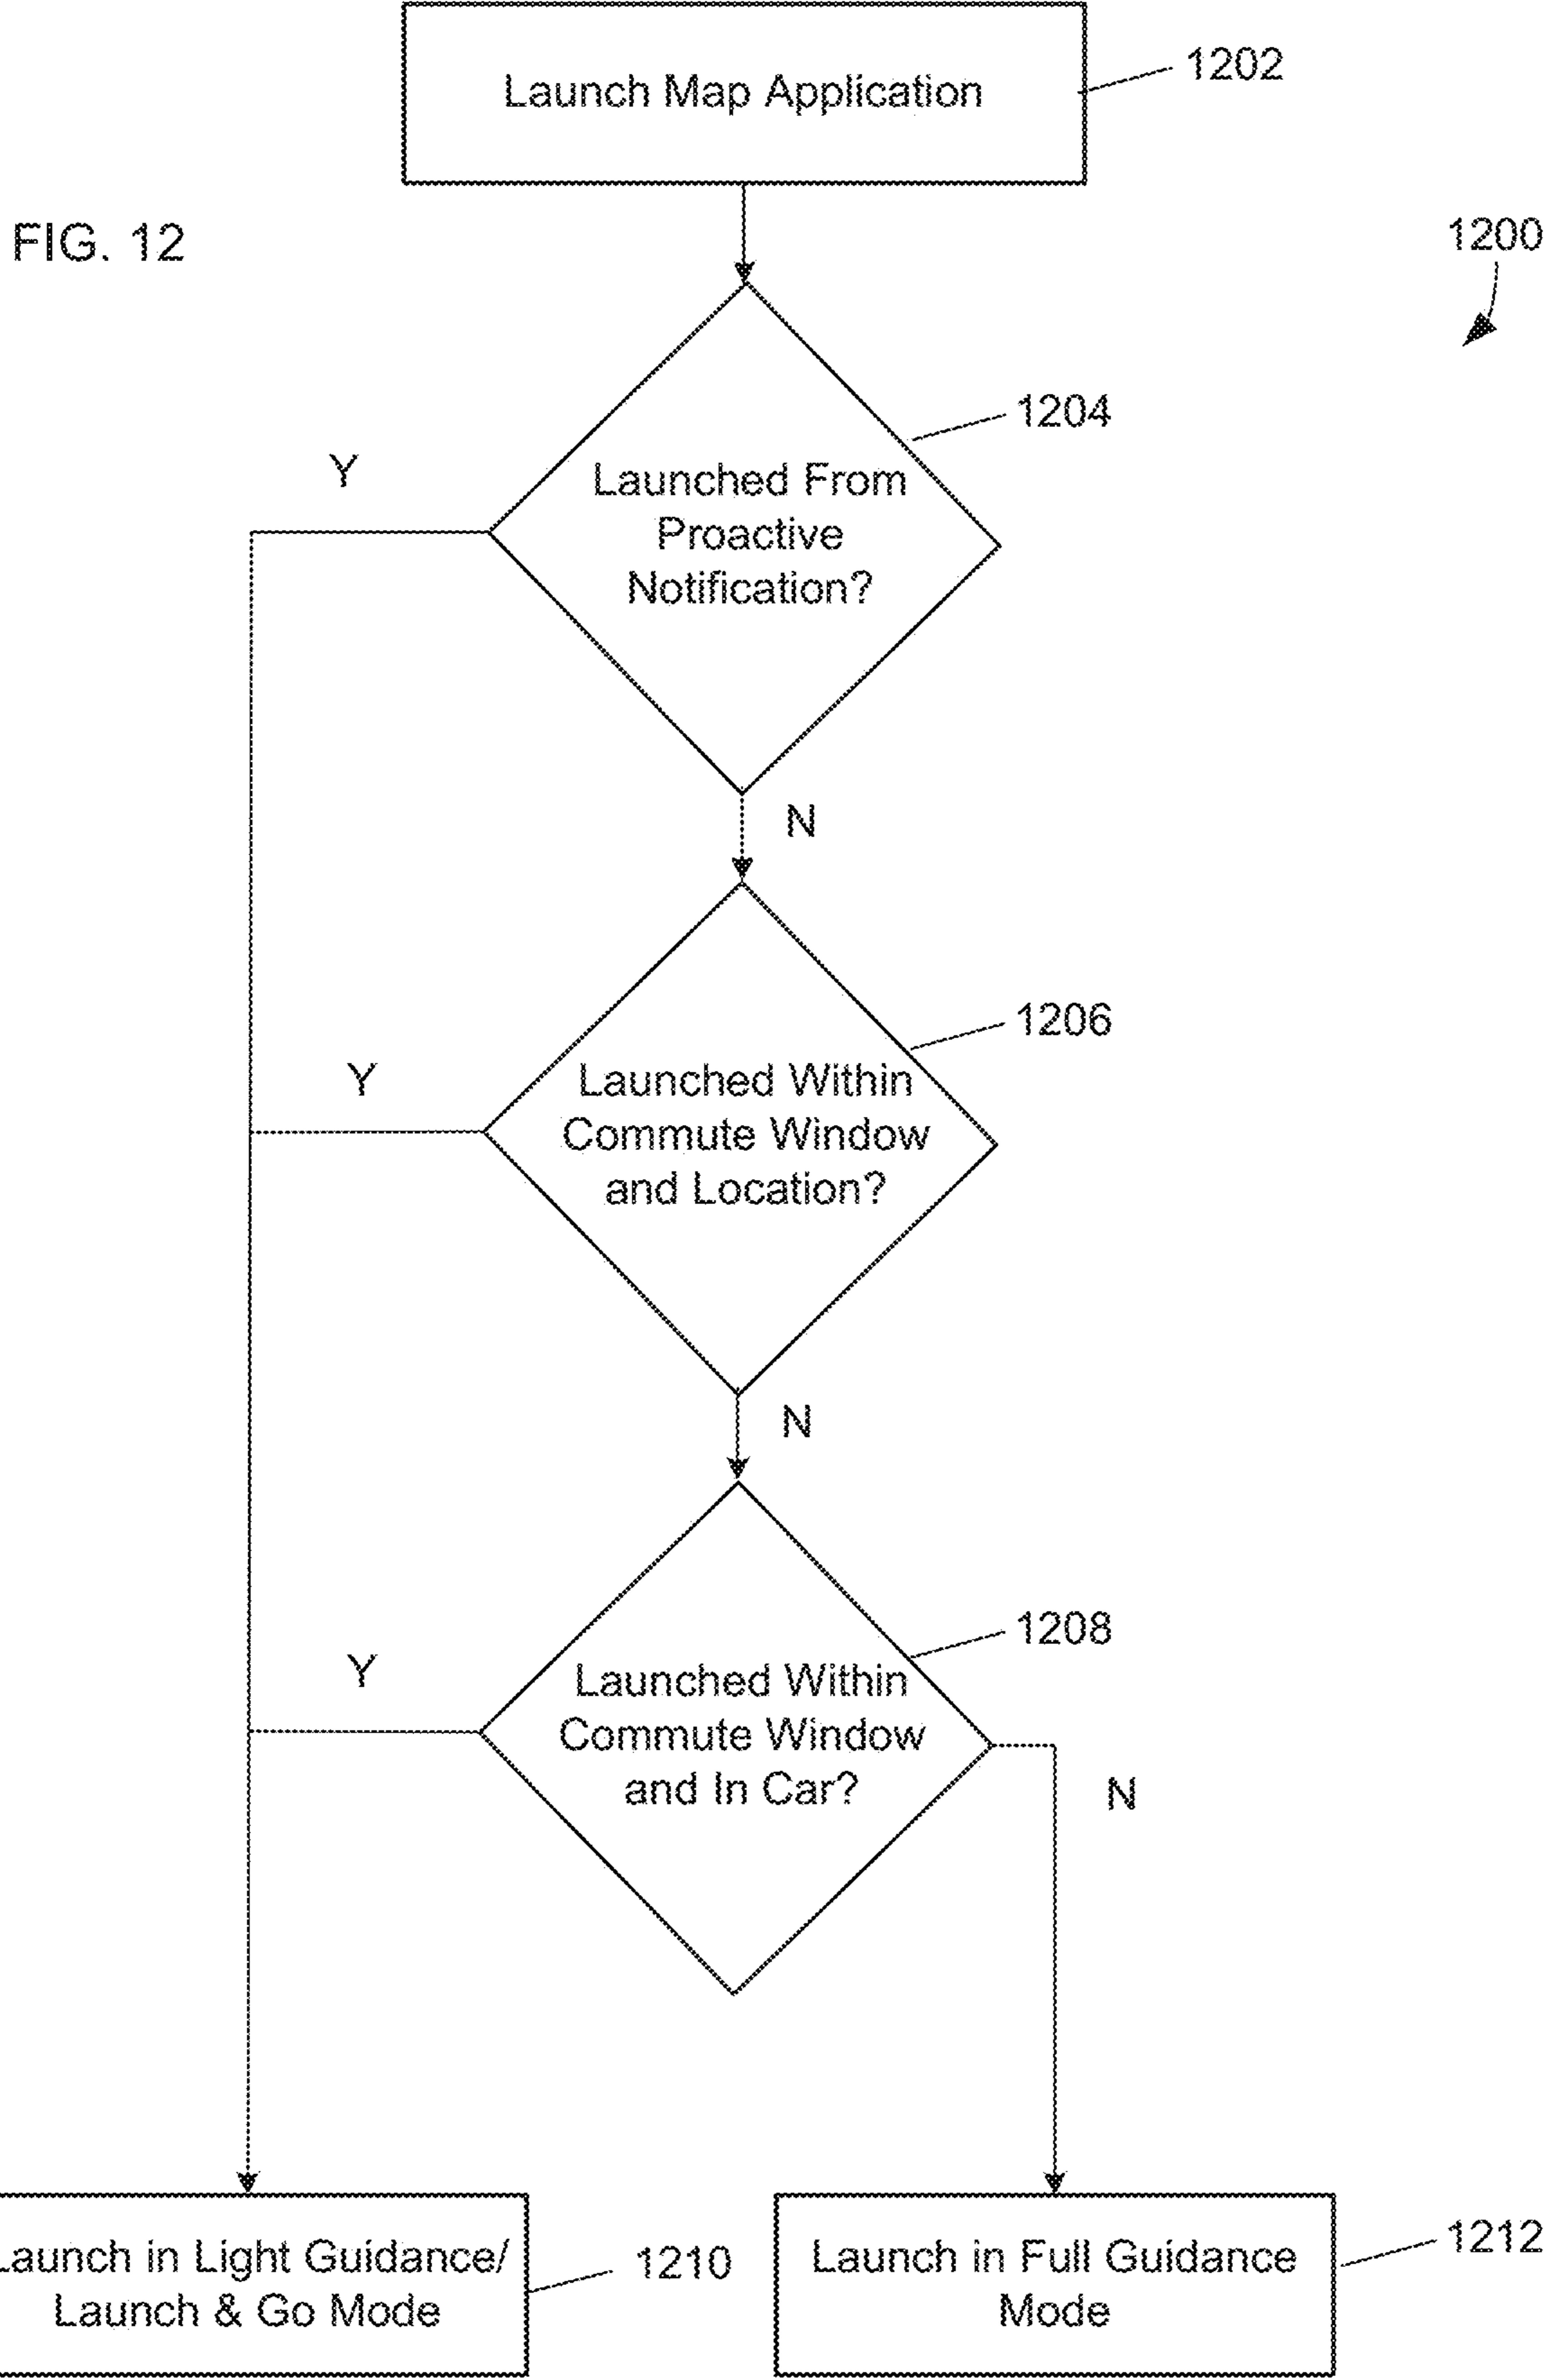 Launch Map Application
1202
FIG. 12
1200
1204
Y
Launched From
Proactive
Notification?
N
1206
Y
Launched Within
Commute Window
and Location?
N
1208
Y
Launched Within
Commute Window
and In Car?
N
Launch in Light Guidance/
Launch & Go Mode
1210
Launch in Full Guidance
Mode
1212